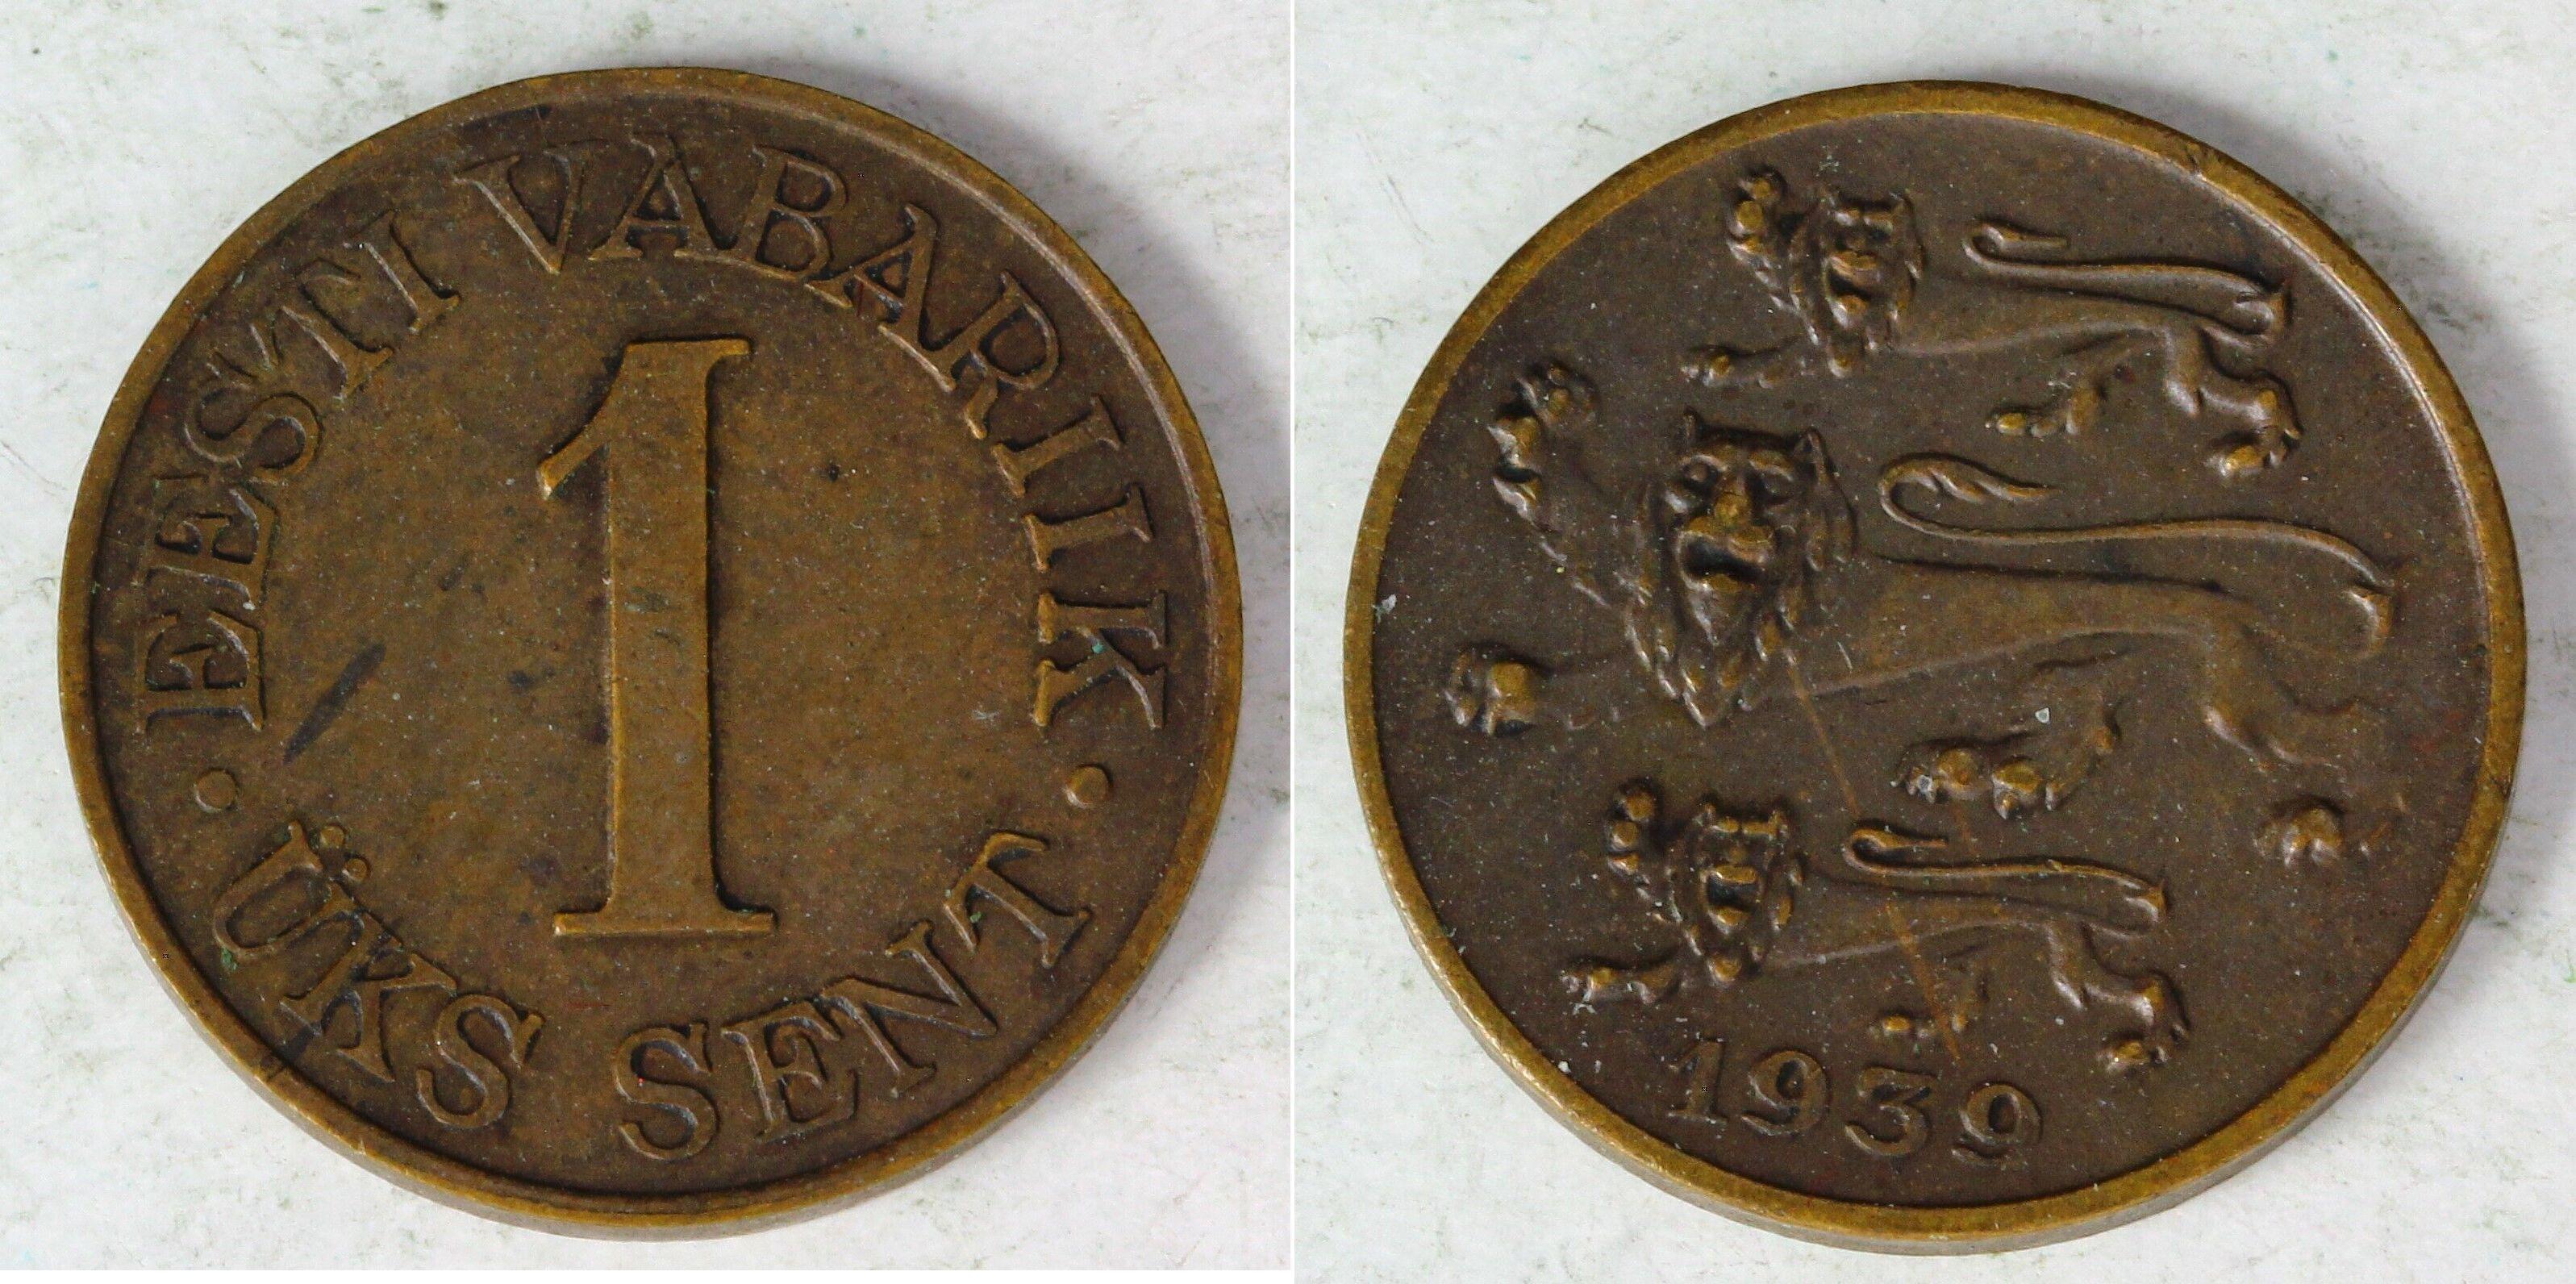 EESTI VABARIIK
1
· ÜKS SENT ·
1939